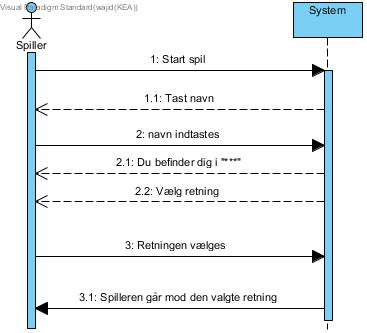 Visual Paradigm Standard(wajid(KEA))
System
Spiller
1: Start spil
1.1: Tast navn
2: navn indtastes
2.1: Du befinder dig i "***"
2.2: Vælg retning
3: Retningen vælges
3.1: Spilleren går mod den valgte retning